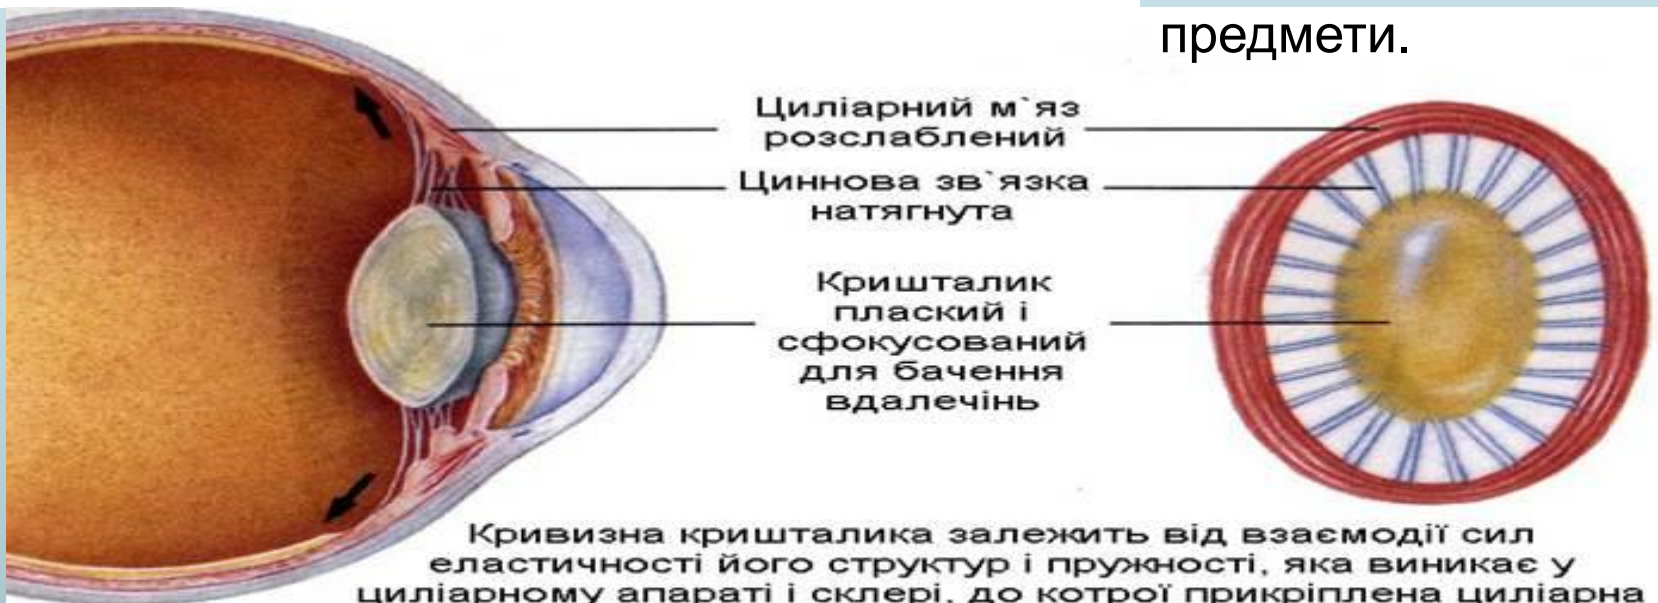 предмети.
Циліарний м`яз
розслаблений
Циннова зв`язка
натягнута
Кришталик
плаский і
сфокусований
для бачення
вдалечінь
Кривизна кришталика залежить від взаємодії сил
еластичності його структур і пружності, яка виникає у
циліарному апараті і склері, до котрої прикріплена циліарна